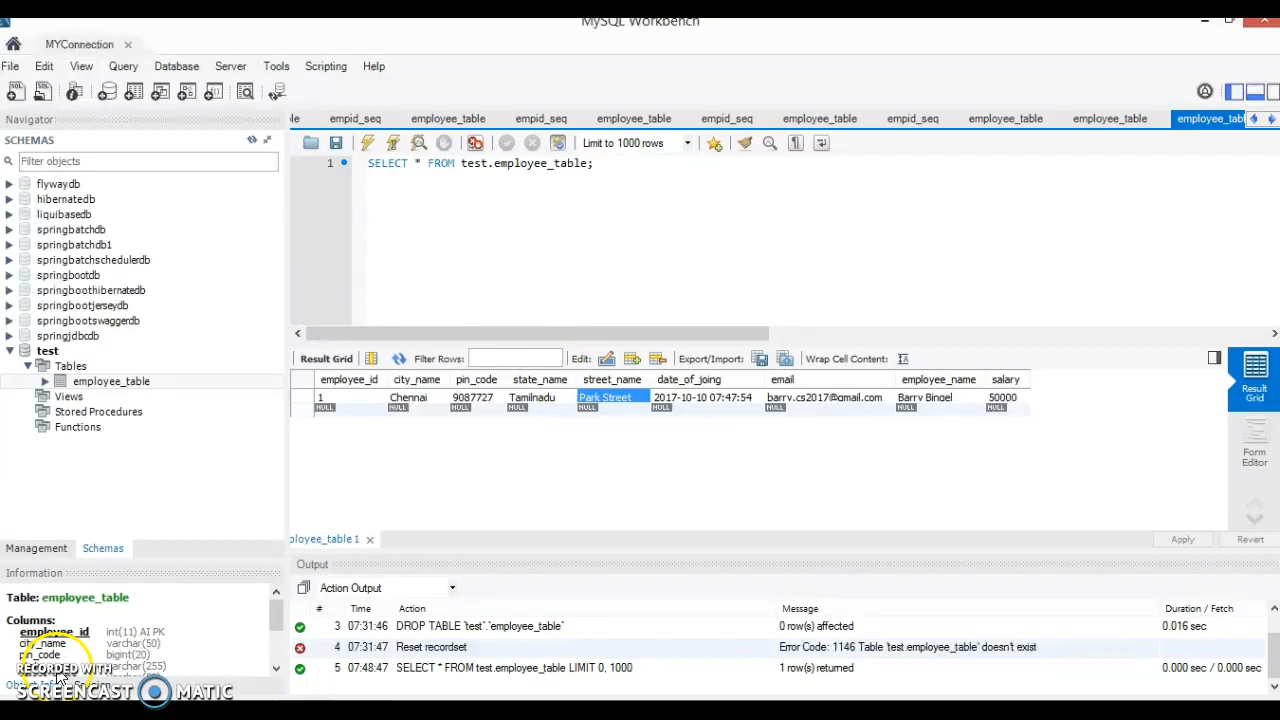 MySQL Workbench
MYConnection
File Edit View Query Database Server Tools Scripting Help
Navigator
SCHEMAS
Filter objects
flywaydb
hibernatedb
liquibasedb
springbatchdb
springbatchdb1
springbatchschedulerdb
springbootdb
springboothibernatedb
springbootjerseydb
springbootswaggerdb
springjdbcdb
test
Tables
employee_table
Views
Stored Procedures
Functions
Management Schemas
Information
Table: employee_table
Columns:
employee_id int(11) AI PK
city_name varchar(50)
pin_code bigint(20)
varchar(255)
RECORDED WITH
SCREENCAST MATIC
ble empid_seq employee_table empid_seq employee_table empid_seq employee_table empid_seq employee_table employee_table employee_tabl
Limit to 1000 rows
1 SELECT * FROM test.employee_table;
Result Grid Filter Rows: Edit: Export/Import: Wrap Cell Content:
employee_id city_name pin_code state_name street_name date_of_joing email employee_name salary
1 Chennai 9087727 Tamilnadu Park Street 2017-10-10 07:47:54 barry.cs2017@gmail.com Barry Bingel 50000
NULL NULL NULL NULL NULL NULL NULL NULL NULL
Result Grid
Form Editor
ployee_table 1
Apply Revert
Output
Action Output
# Time Action Message Duration / Fetch
3 07:31:46 DROP TABLE `test`.`employee_table` 0 row(s) affected 0.016 sec
4 07:31:47 Reset recordset Error Code: 1146 Table 'test.employee_table' doesn't exist
5 07:48:47 SELECT * FROM test.employee_table LIMIT 0, 1000 1 row(s) returned 0.000 sec / 0.000 sec